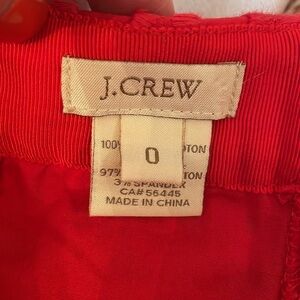 J.CREW
0
100
97%
3% SPANDEX
CA# 56445
MADE IN CHINA